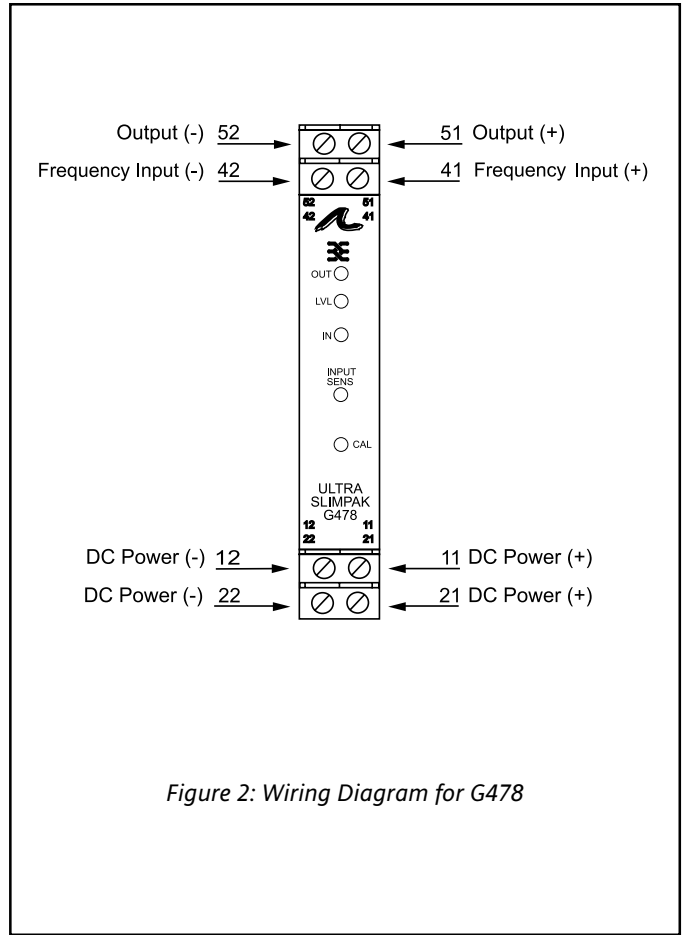 Output (-) 52 51 Output (+)
Frequency Input (-) 42 41 Frequency Input (+)
52 51
42 41
OUT
LVL
IN
INPUT
SENS
CAL
ULTRA
SLIMPAK
G478
12 11
22 21
DC Power (-) 12 11 DC Power (+)
DC Power (-) 22 21 DC Power (+)
Figure 2: Wiring Diagram for G478